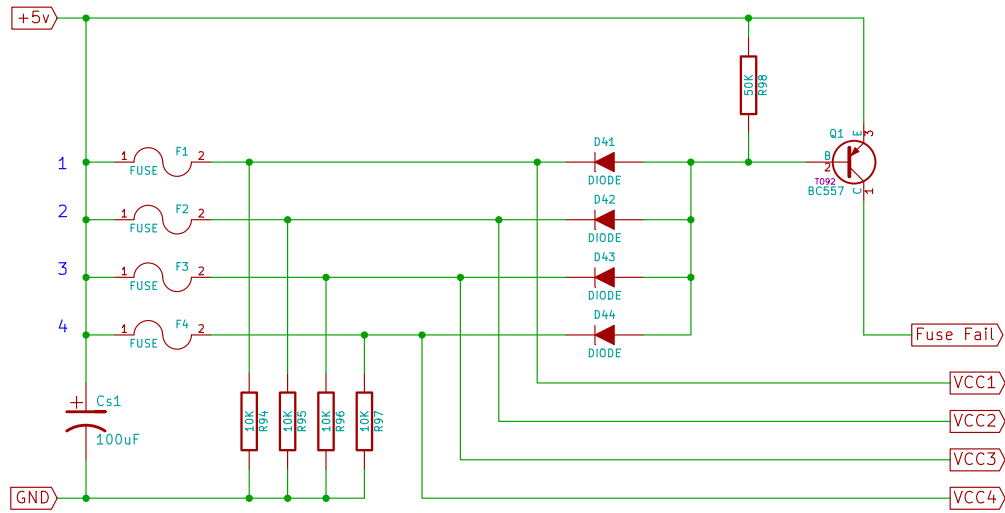 +5v
50K
R98
Q1
E
3
B
2
TO92
BC557
C
1
1
1
F1
2
FUSE
D41
DIODE
2
1
F2
2
FUSE
D42
DIODE
3
1
F3
2
FUSE
D43
DIODE
4
1
F4
2
FUSE
D44
DIODE
Fuse Fail
VCC1
+
Cs1
100uF
10K
R94
10K
R95
10K
R96
10K
R97
VCC2
VCC3
GND
VCC4